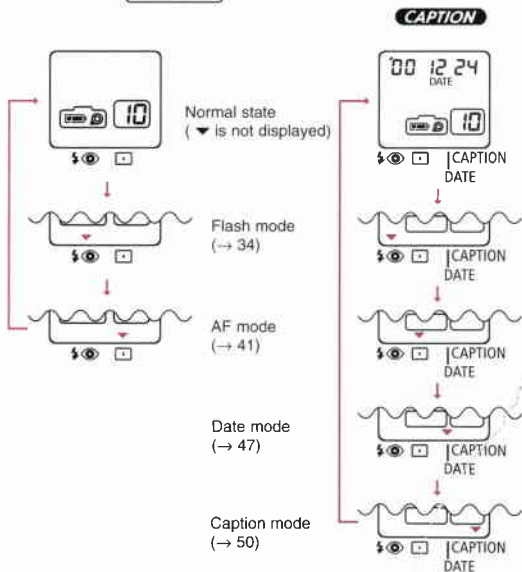 CAPTION
10
Normal state
( ▼ is not displayed)
Flash mode
(→ 34)
AF mode
(→ 41)
'00 12 24
DATE
10
CAPTION
DATE
CAPTION
DATE
CAPTION
DATE
Date mode
(→ 47)
CAPTION
DATE
Caption mode
(→ 50)
CAPTION
DATE